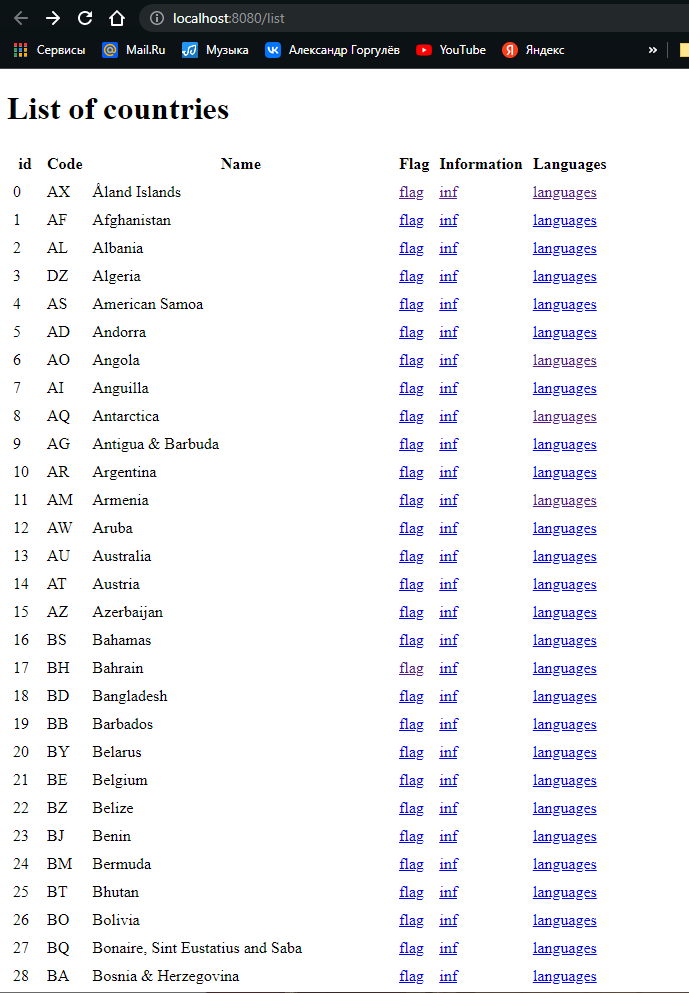 localhost:8080/list
Сервисы Mail.Ru Музыка Александр Горгулёв YouTube Яндекс »
List of countries
id Code Name Flag Information Languages
0 AX Åland Islands flag inf languages
1 AF Afghanistan flag inf languages
2 AL Albania flag inf languages
3 DZ Algeria flag inf languages
4 AS American Samoa flag inf languages
5 AD Andorra flag inf languages
6 AO Angola flag inf languages
7 AI Anguilla flag inf languages
8 AQ Antarctica flag inf languages
9 AG Antigua & Barbuda flag inf languages
10 AR Argentina flag inf languages
11 AM Armenia flag inf languages
12 AW Aruba flag inf languages
13 AU Australia flag inf languages
14 AT Austria flag inf languages
15 AZ Azerbaijan flag inf languages
16 BS Bahamas flag inf languages
17 BH Bahrain flag inf languages
18 BD Bangladesh flag inf languages
19 BB Barbados flag inf languages
20 BY Belarus flag inf languages
21 BE Belgium flag inf languages
22 BZ Belize flag inf languages
23 BJ Benin flag inf languages
24 BM Bermuda flag inf languages
25 BT Bhutan flag inf languages
26 BO Bolivia flag inf languages
27 BQ Bonaire, Sint Eustatius and Saba flag inf languages
28 BA Bosnia & Herzegovina flag inf languages